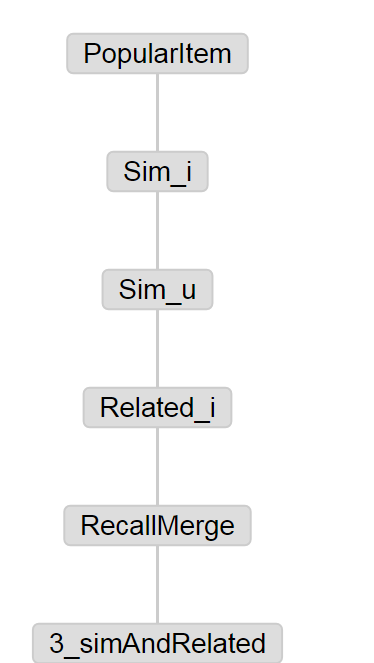 PopularItem
Sim_i
Sim_u
Related_i
RecallMerge
3_simAndRelated